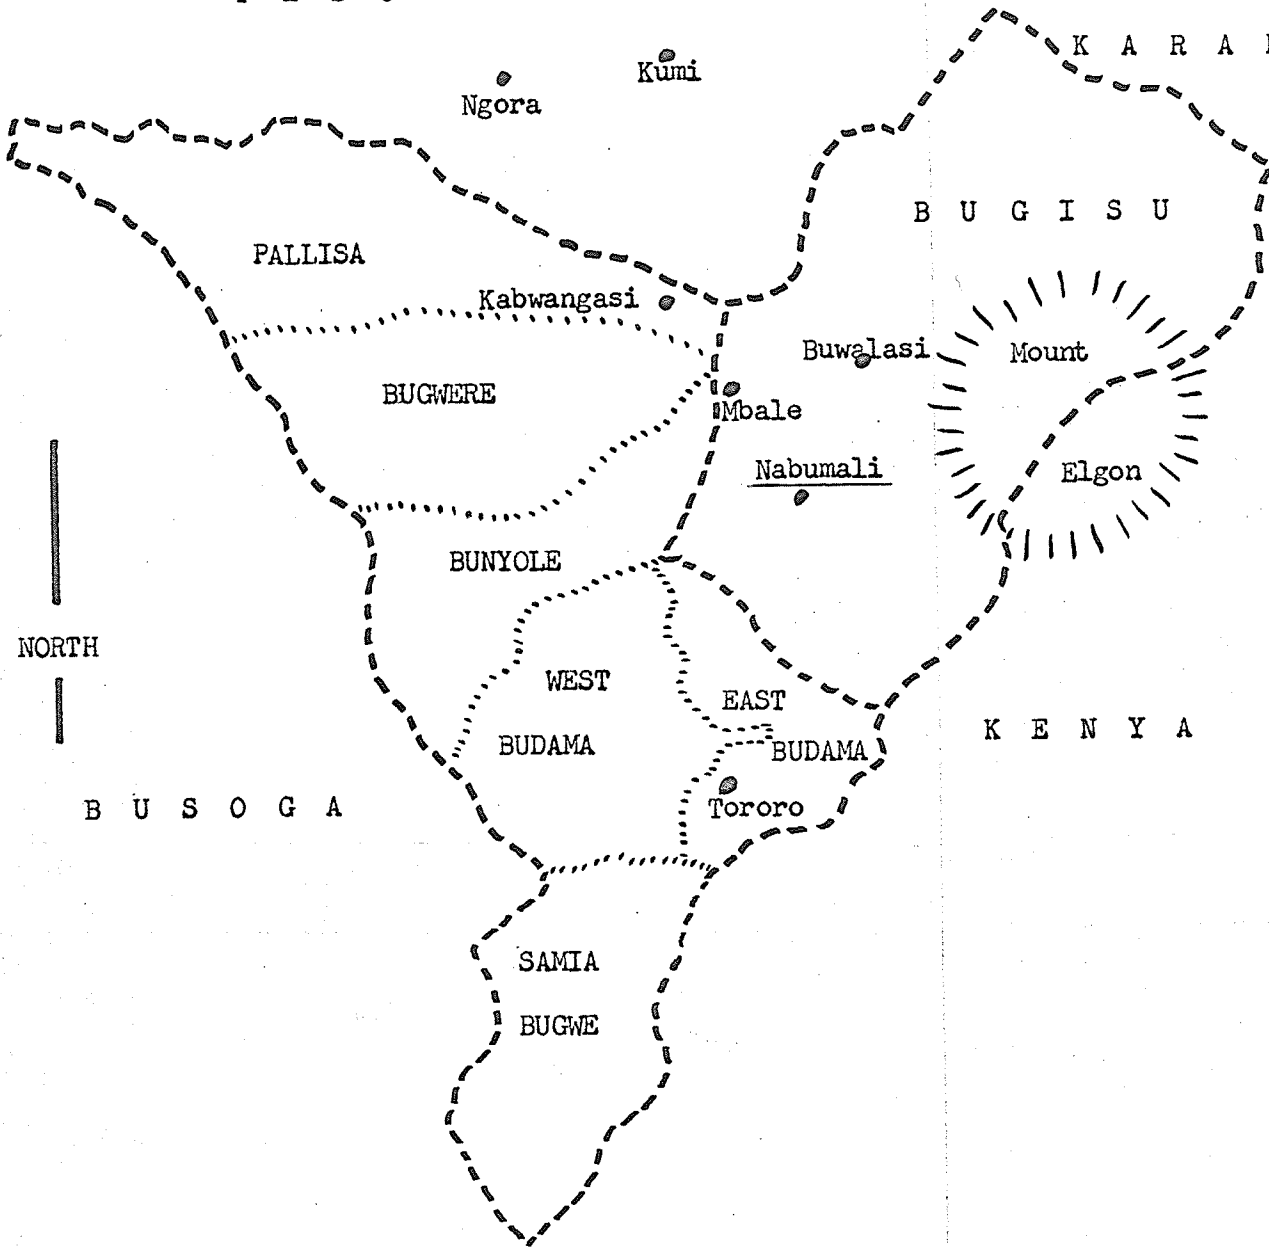 K A R A
Kumi
Ngora
B U G I S U
PALLISA
Kabwangasi
Buwalasi
Mount
BUGWERE
Mbale
Elgon
Nabumali
BUNYOLE
NORTH
WEST
EAST
K E N Y A
BUDAMA
BUDAMA
B U S O G A
Tororo
SAMIA
BUGWE